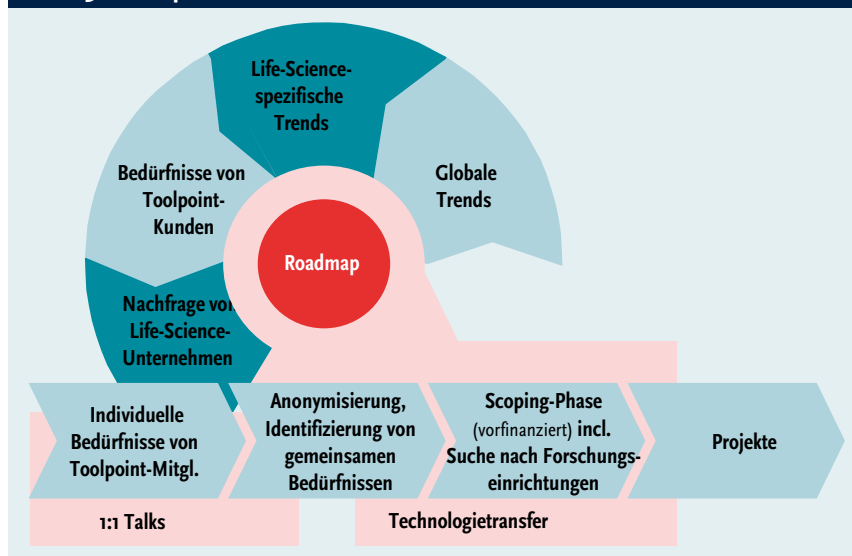 Life-Science-
spezifische
Trends
Bedürfnisse von
Toolpoint-
Kunden
Globale
Trends
Roadmap
Nachfrage von
Life-Science-
Unternehmen
Individuelle
Bedürfnisse von
Toolpoint-Mitgl.
Anonymisierung,
Identifizierung von
gemeinsamen
Bedürfnissen
Scoping-Phase
(vorfinanziert) incl.
Suche nach Forschungs-
einrichtungen
Projekte
1:1 Talks
Technologietransfer